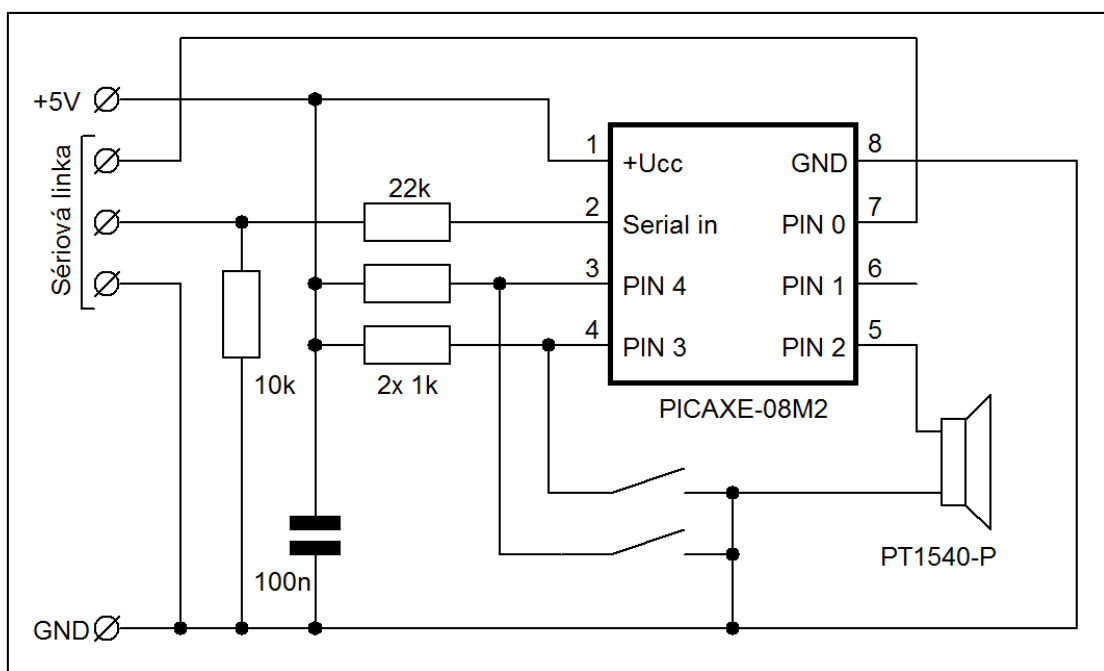 +5V
Sériová linka
GND
22k
10k
2x 1k
100n
1
+Ucc
GND
8
2
Serial in
PIN 0
7
3
PIN 4
PIN 1
6
4
PIN 3
PIN 2
5
PICAXE-08M2
PT1540-P